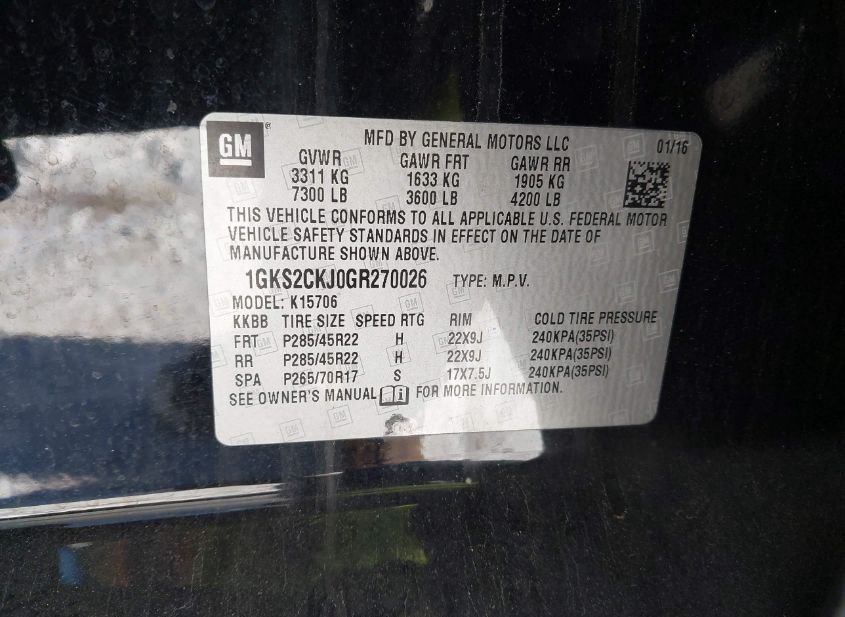 GM
MFD BY GENERAL MOTORS LLC 01/16
GVWR GAWR FRT GAWR RR
3311 KG 1633 KG 1905 KG
7300 LB 3600 LB 4200 LB
THIS VEHICLE CONFORMS TO ALL APPLICABLE U.S. FEDERAL MOTOR
VEHICLE SAFETY STANDARDS IN EFFECT ON THE DATE OF
MANUFACTURE SHOWN ABOVE.
1GKS2CKJ0GR270026 TYPE: M.P.V.
MODEL: K15706
KKBB TIRE SIZE SPEED RTG RIM COLD TIRE PRESSURE
FRT P285/45R22 H 22X9J 240KPA(35PSI)
RR P285/45R22 H 22X9J 240KPA(35PSI)
SPA P265/70R17 S 17X7.5J 240KPA(35PSI)
SEE OWNER'S MANUAL FOR MORE INFORMATION.